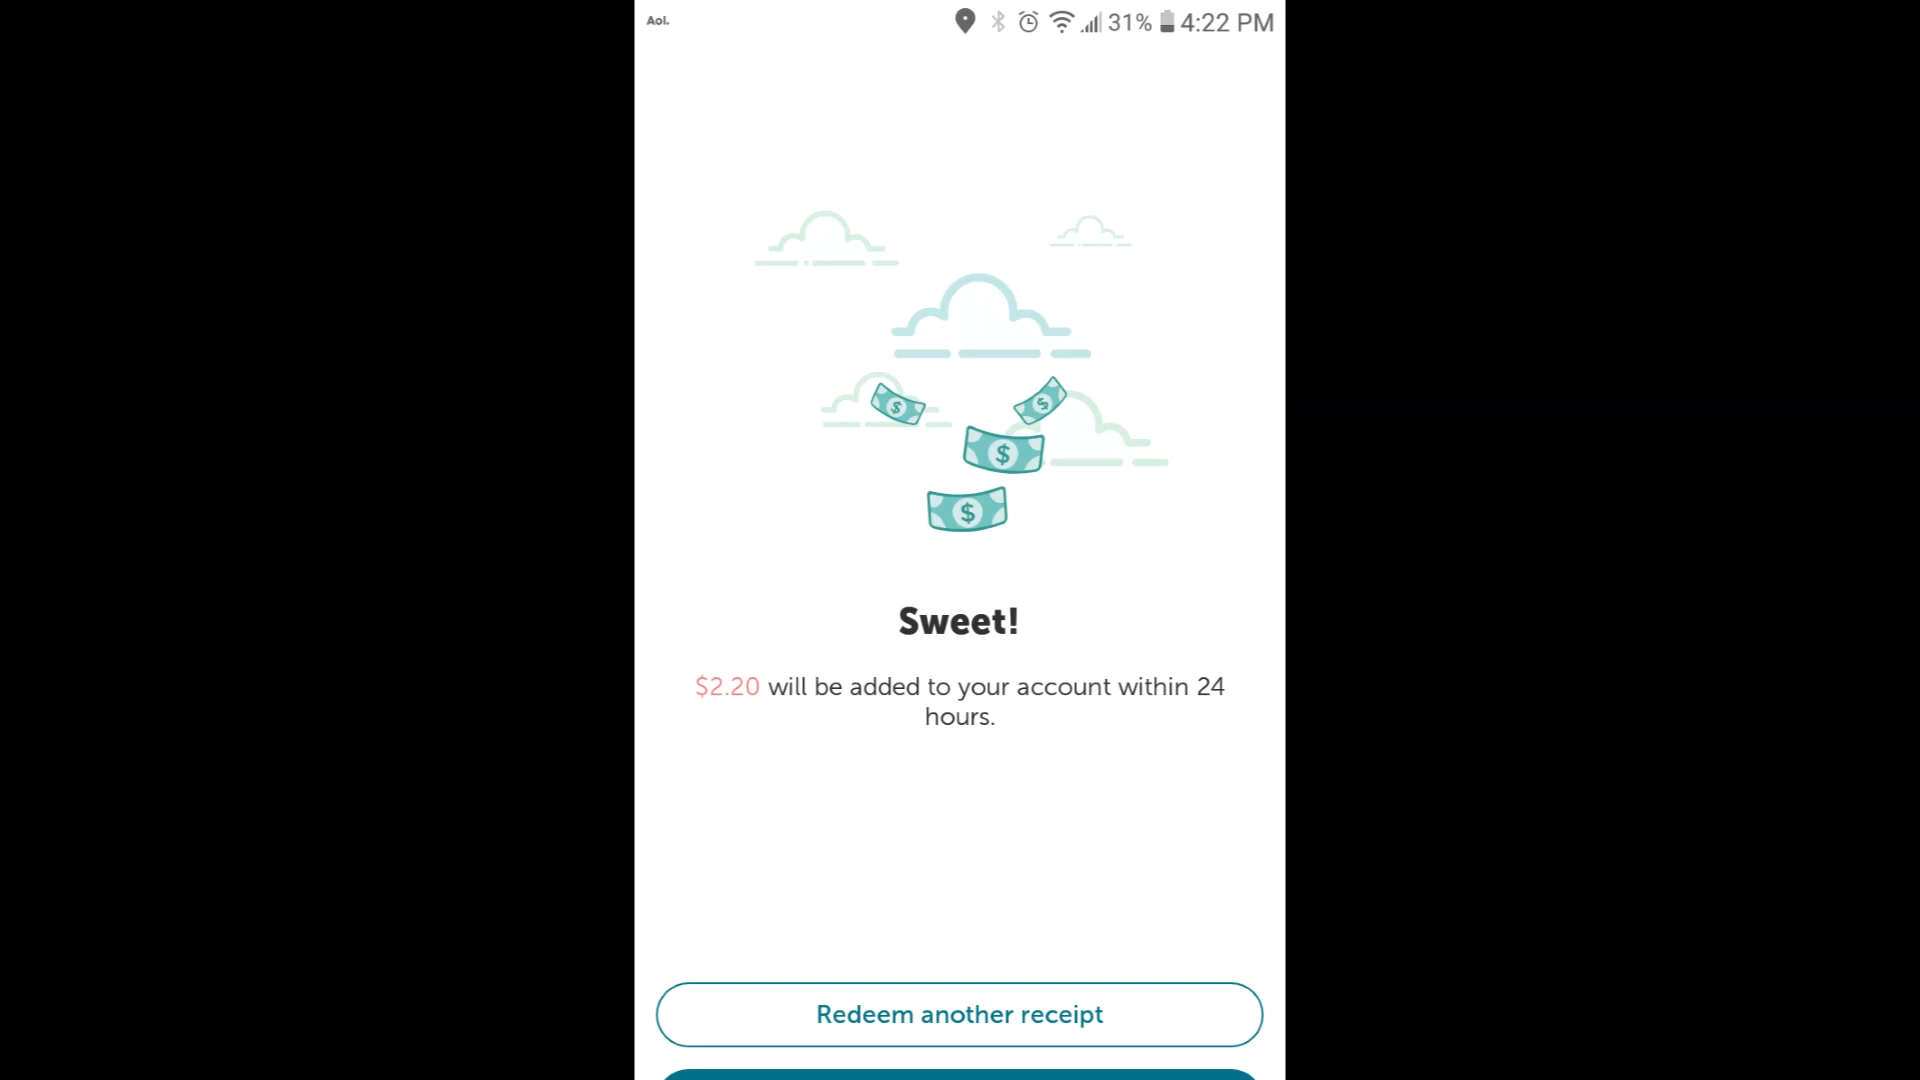 Aol.
31% 4:22 PM
$
$
$
$
Sweet!
$2.20 will be added to your account within 24
hours.
Redeem another receipt